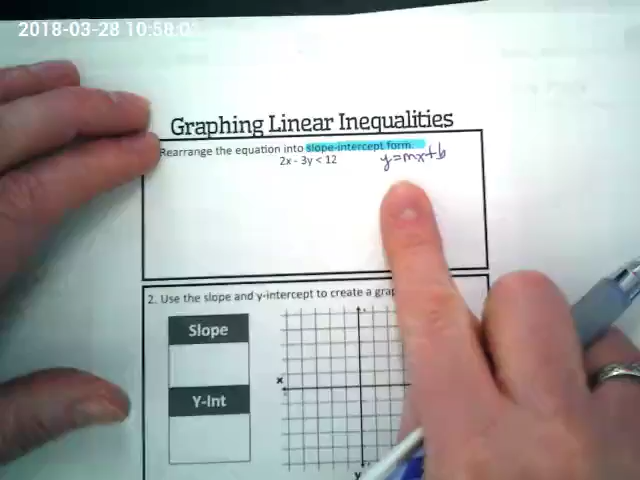 2018-03-28 10:58:0
Graphing Linear Inequalities
Rearrange the equation into slope-intercept form.
2x - 3y < 12
y=mx+b
2. Use the slope and y-intercept to create a
Slope
x
Y-Int
y